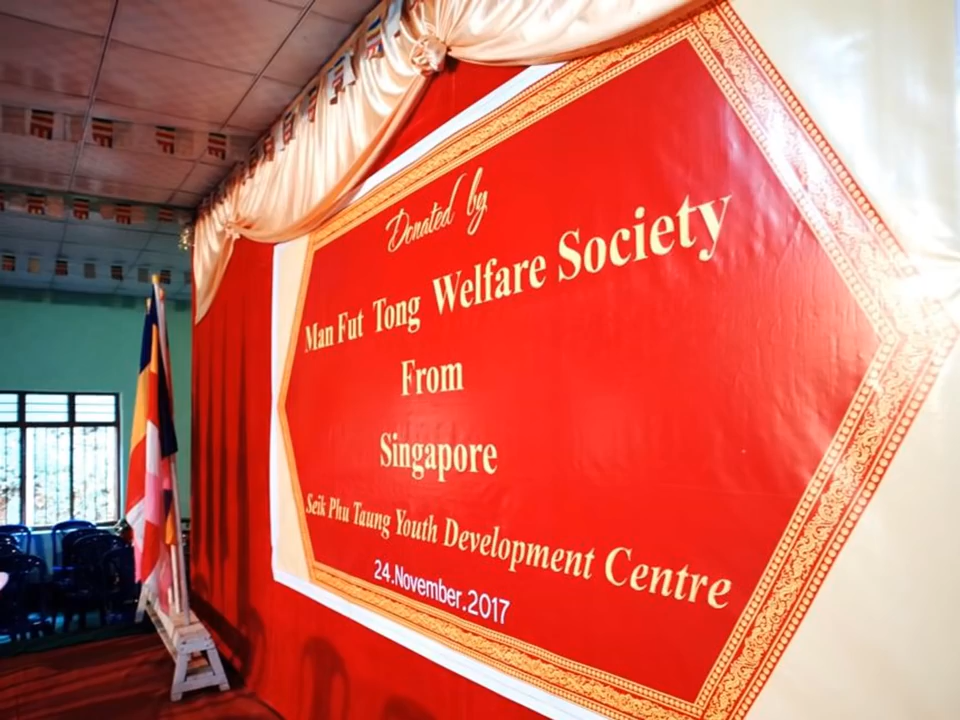 Donated by
Man Fut Tong Welfare Society
From
Singapore
Seik Phu Taung Youth Development Centre
24.November.2017